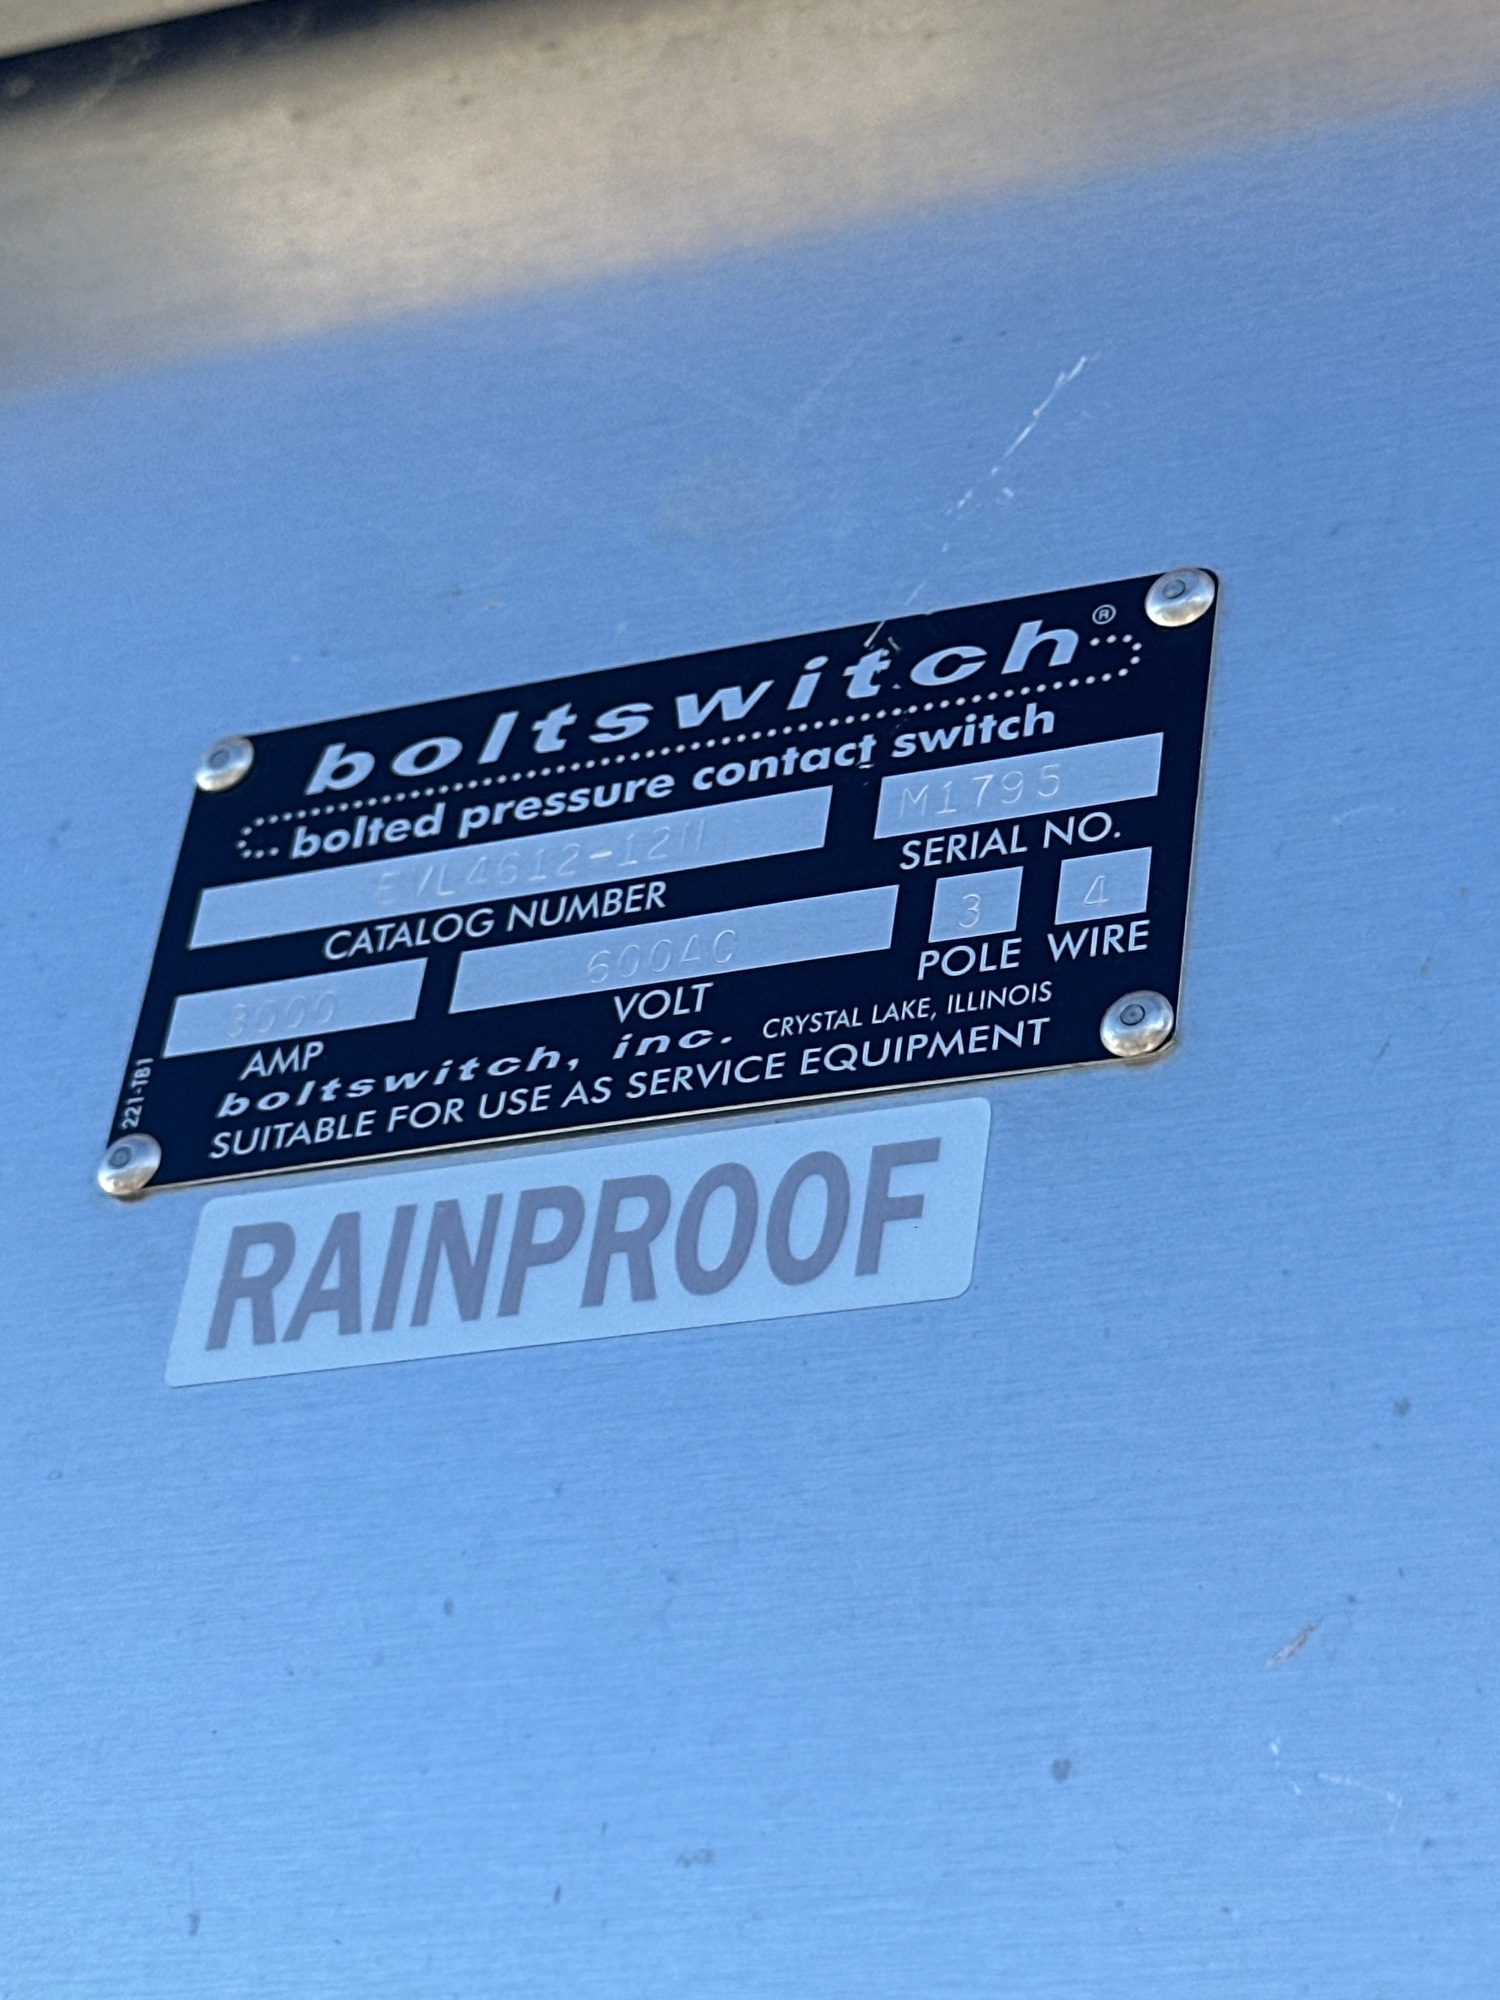 boltswitch®
bolted pressure contact switch
M1795
CATALOG NUMBER SERIAL NO.
3000 600AC 3 4
AMP VOLT POLE WIRE
boltswitch, inc. CRYSTAL LAKE, ILLINOIS
SUITABLE FOR USE AS SERVICE EQUIPMENT
221-TB1
RAINPROOF